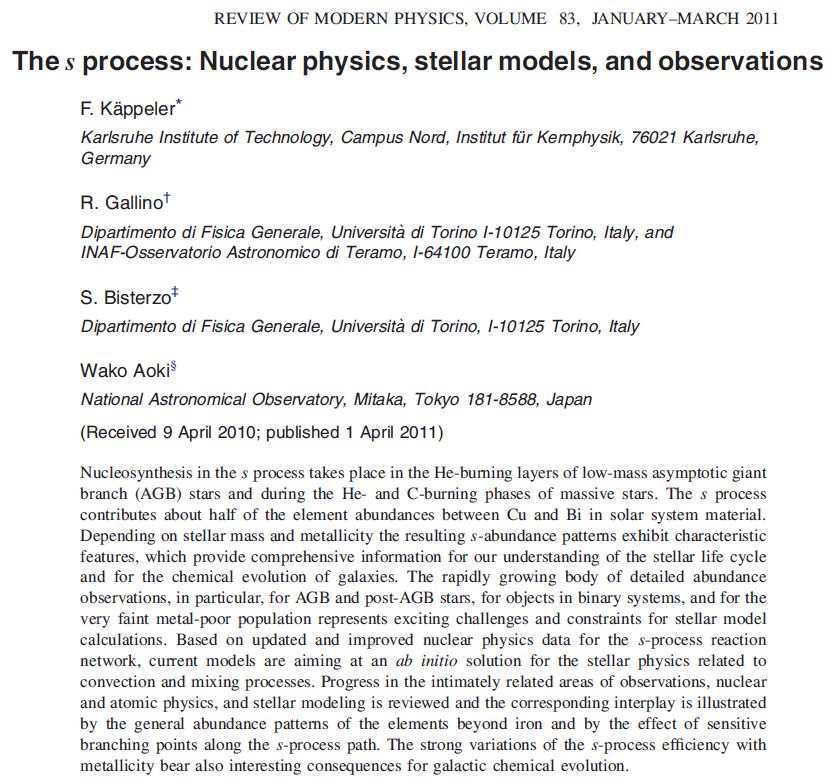 REVIEW OF MODERN PHYSICS, VOLUME 83, JANUARY–MARCH 2011
The s process: Nuclear physics, stellar models, and observations
F. Käppeler*
Karlsruhe Institute of Technology, Campus Nord, Institut für Kernphysik, 76021 Karlsruhe,
Germany
R. Gallino†
Dipartimento di Fisica Generale, Università di Torino I-10125 Torino, Italy, and
INAF-Osservatorio Astronomico di Teramo, I-64100 Teramo, Italy
S. Bisterzo‡
Dipartimento di Fisica Generale, Università di Torino, I-10125 Torino, Italy
Wako Aoki§
National Astronomical Observatory, Mitaka, Tokyo 181-8588, Japan
(Received 9 April 2010; published 1 April 2011)
Nucleosynthesis in the s process takes place in the He-burning layers of low-mass asymptotic giant
branch (AGB) stars and during the He- and C-burning phases of massive stars. The s process
contributes about half of the element abundances between Cu and Bi in solar system material.
Depending on stellar mass and metallicity the resulting s-abundance patterns exhibit characteristic
features, which provide comprehensive information for our understanding of the stellar life cycle
and for the chemical evolution of galaxies. The rapidly growing body of detailed abundance
observations, in particular, for AGB and post-AGB stars, for objects in binary systems, and for the
very faint metal-poor population represents exciting challenges and constraints for stellar model
calculations. Based on updated and improved nuclear physics data for the s-process reaction
network, current models are aiming at an ab initio solution for the stellar physics related to
convection and mixing processes. Progress in the intimately related areas of observations, nuclear
and atomic physics, and stellar modeling is reviewed and the corresponding interplay is illustrated
by the general abundance patterns of the elements beyond iron and by the effect of sensitive
branching points along the s-process path. The strong variations of the s-process efficiency with
metallicity bear also interesting consequences for galactic chemical evolution.